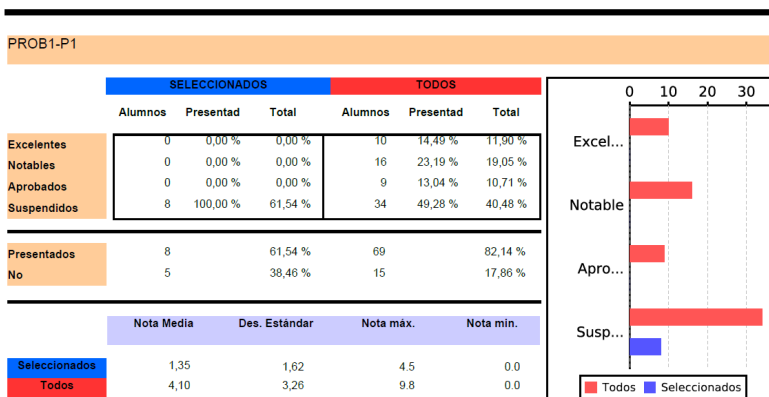 PROB1-P1
SELECCIONADOS TODOS
Alumnos Presentad Total Alumnos Presentad Total
Excelentes 0 0,00 % 0,00 % 10 14,49 % 11,90 %
Notables 0 0,00 % 0,00 % 16 23,19 % 19,05 %
Aprobados 0 0,00 % 0,00 % 9 13,04 % 10,71 %
Suspendidos 8 100,00 % 61,54 % 34 49,28 % 40,48 %
Presentados 8 61,54 % 69 82,14 %
No 5 38,46 % 15 17,86 %
Nota Media Des. Estándar Nota máx. Nota min.
Seleccionados 1,35 1,62 4.5 0.0
Todos 4,10 3,26 9.8 0.0
0 10 20 30
Excel...
Notable
Apro...
Susp...
Todos Seleccionados